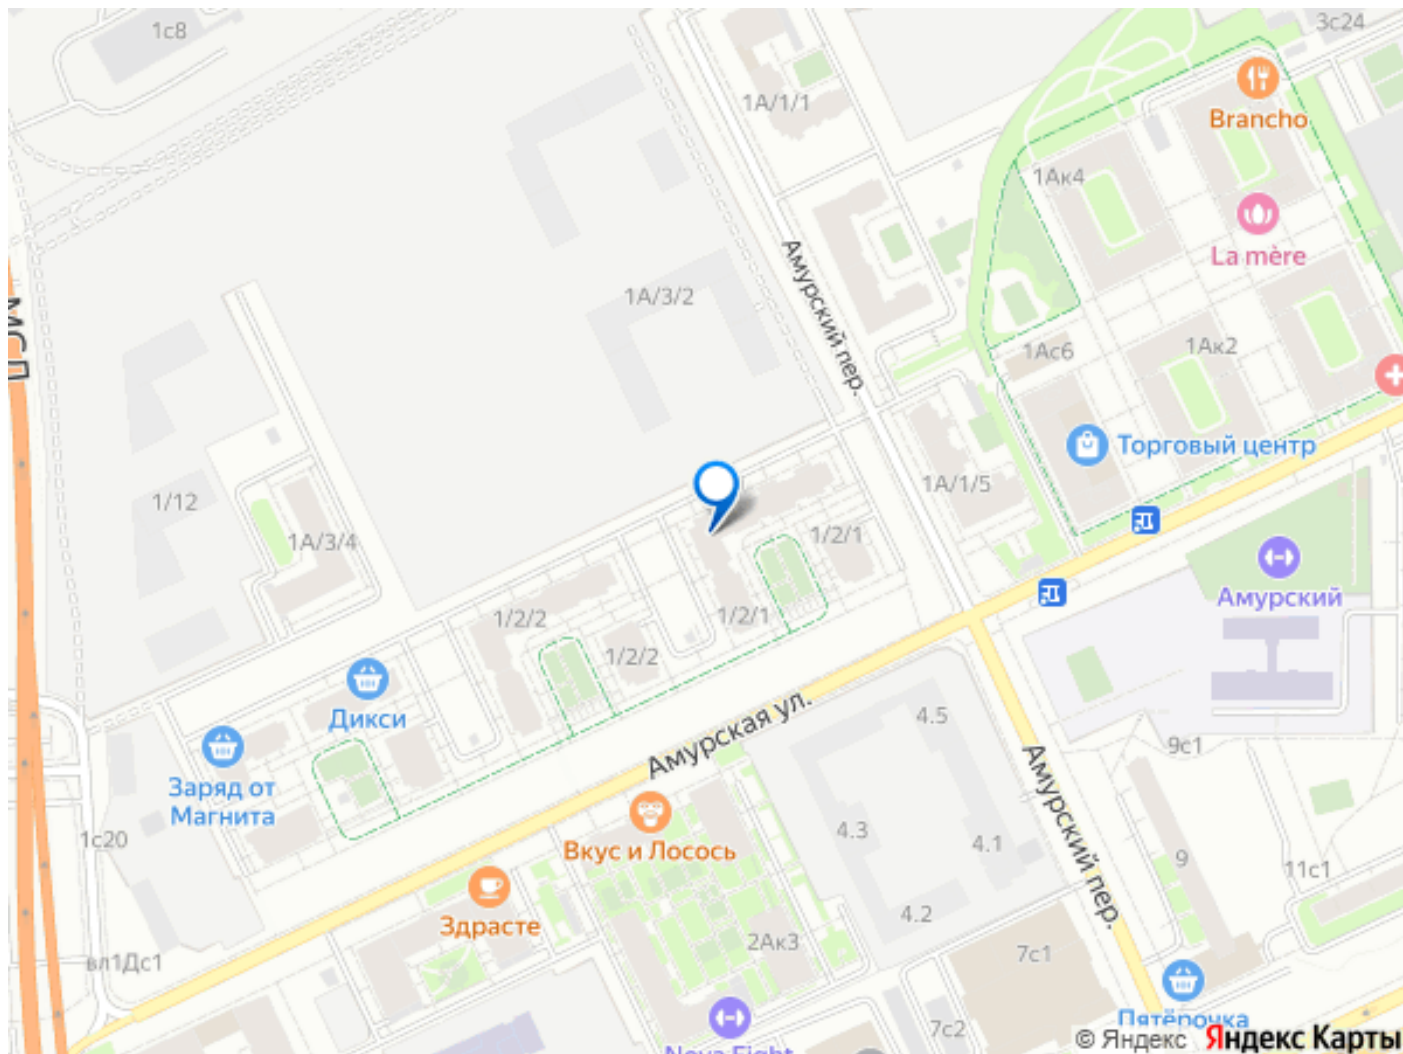 1с8
3с24
1А/1/1
Brancho
1Ак4
La mère
Амурский пер.
1А/3/2
1Ас6
1Ак2
Торговый центр
1А/1/5
1/12
1А/3/4
1/2/1
Амурский
1/2/2
1/2/1
1/2/2
Дикси
Заряд от
Магнита
Амурская ул.
4.5
9с1
Амурский пер.
1с20
Вкус и Лосось
4.3
4.1
9
11с1
Здрасте
4.2
2Ак3
7с1
вл1Дс1
7с2
Пятёрочка
Nova Fight
© Яндекс Яндекс Карты